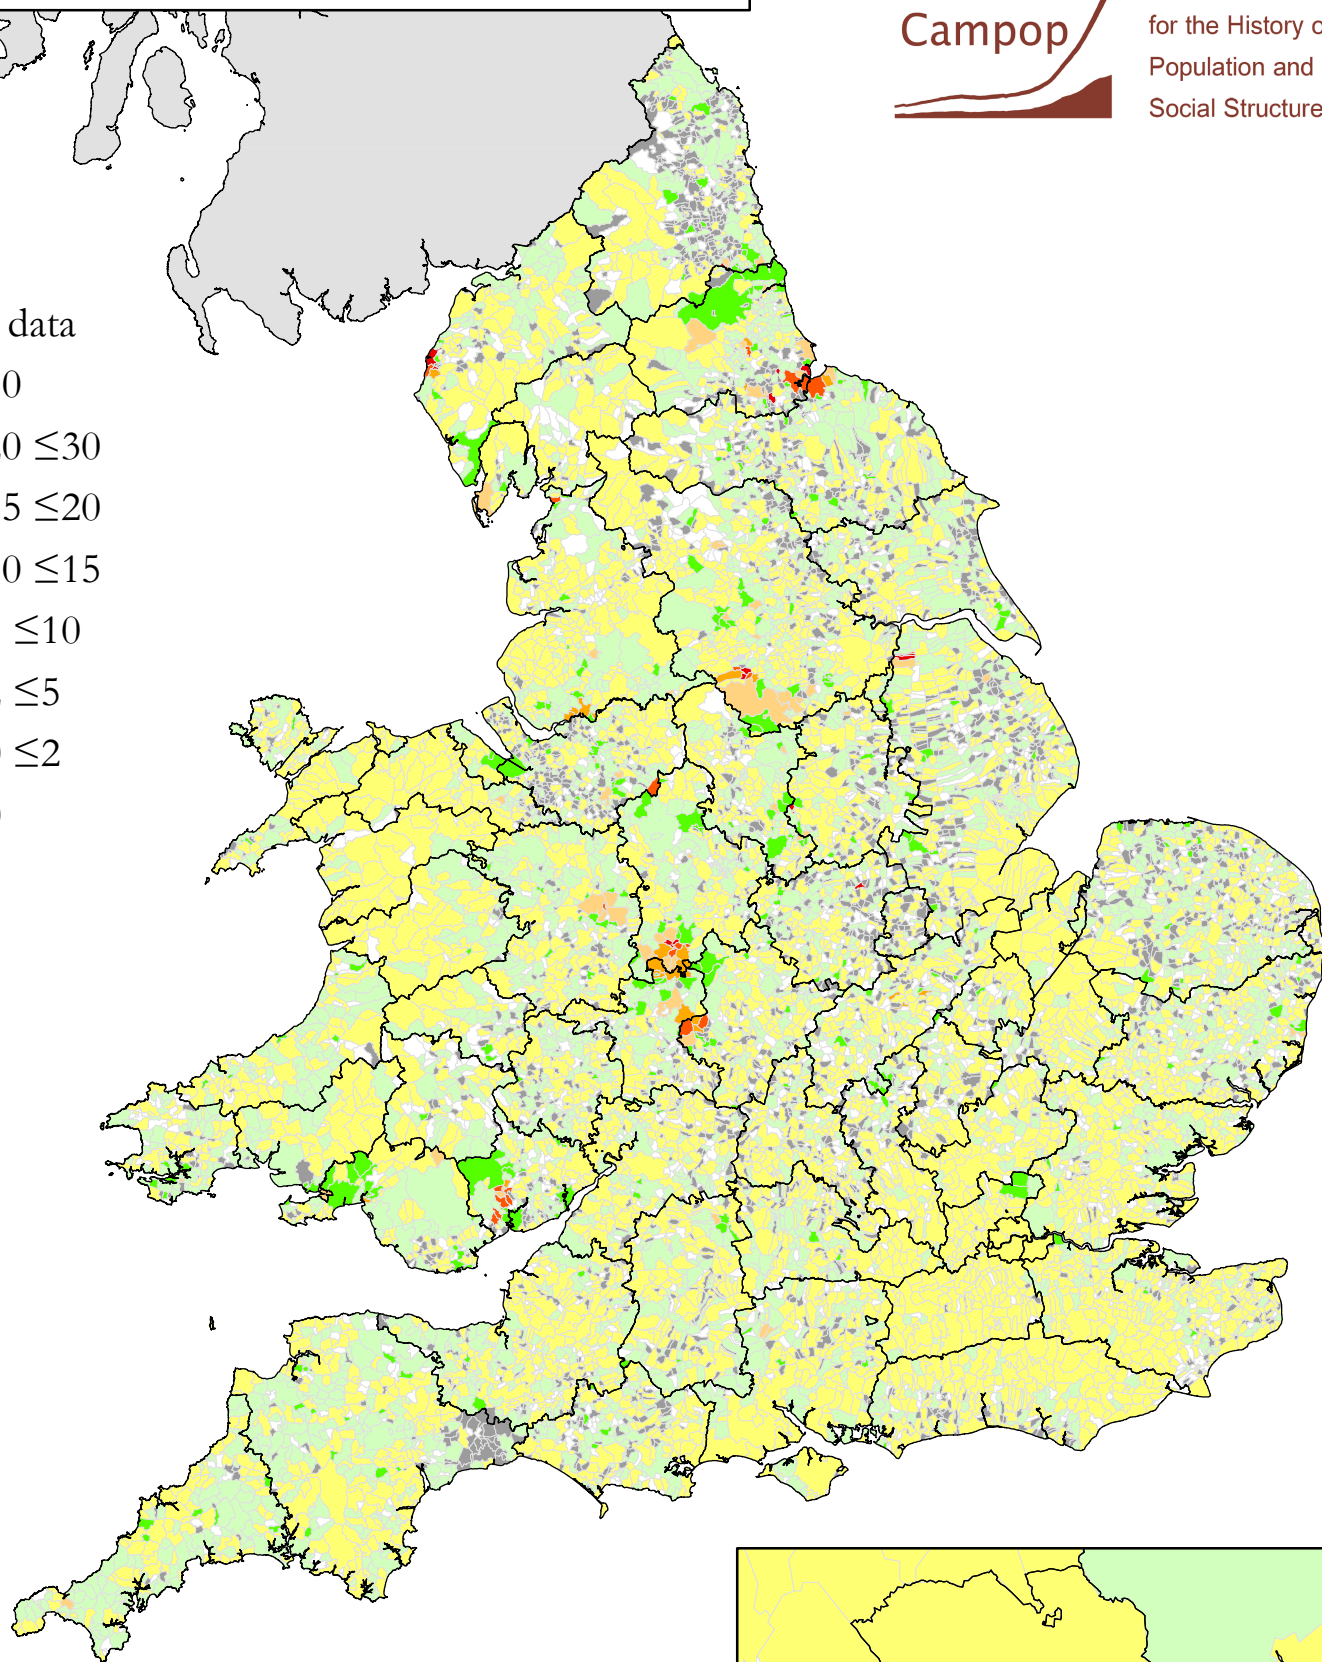 Campop
for the History o
Population and
Social Structure
data
0
0 ≤30
5 ≤20
0 ≤15
≤10
≤5
≤2